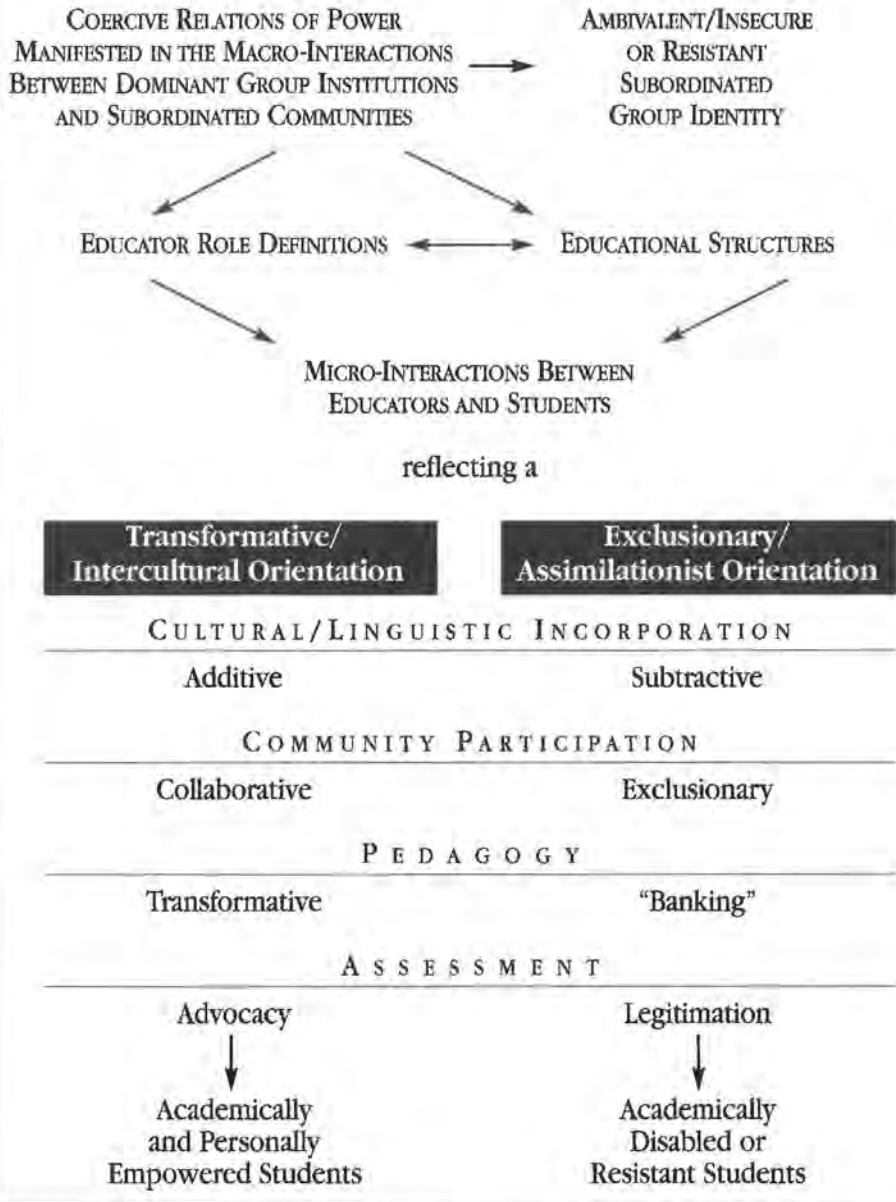 COERCIVE RELATIONS OF POWER
MANIFESTED IN THE MACRO-INTERACTIONS
BETWEEN DOMINANT GROUP INSTITUTIONS
AND SUBORDINATED COMMUNITIES
AMBIVALENT/INSECURE
OR RESISTANT
SUBORDINATED
GROUP IDENTITY
EDUCATOR ROLE DEFINITIONS
EDUCATIONAL STRUCTURES
MICRO-INTERACTIONS BETWEEN
EDUCATORS AND STUDENTS
reflecting a
Transformative/
Intercultural Orientation
Exclusionary/
Assimilationist Orientation
CULTURAL/LINGUISTIC INCORPORATION
Additive
Subtractive
COMMUNITY PARTICIPATION
Collaborative
Exclusionary
PEDAGOGY
Transformative
“Banking”
ASSESSMENT
Advocacy
Legitimation
Academically
and Personally
Empowered Students
Academically
Disabled or
Resistant Students